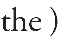 the )